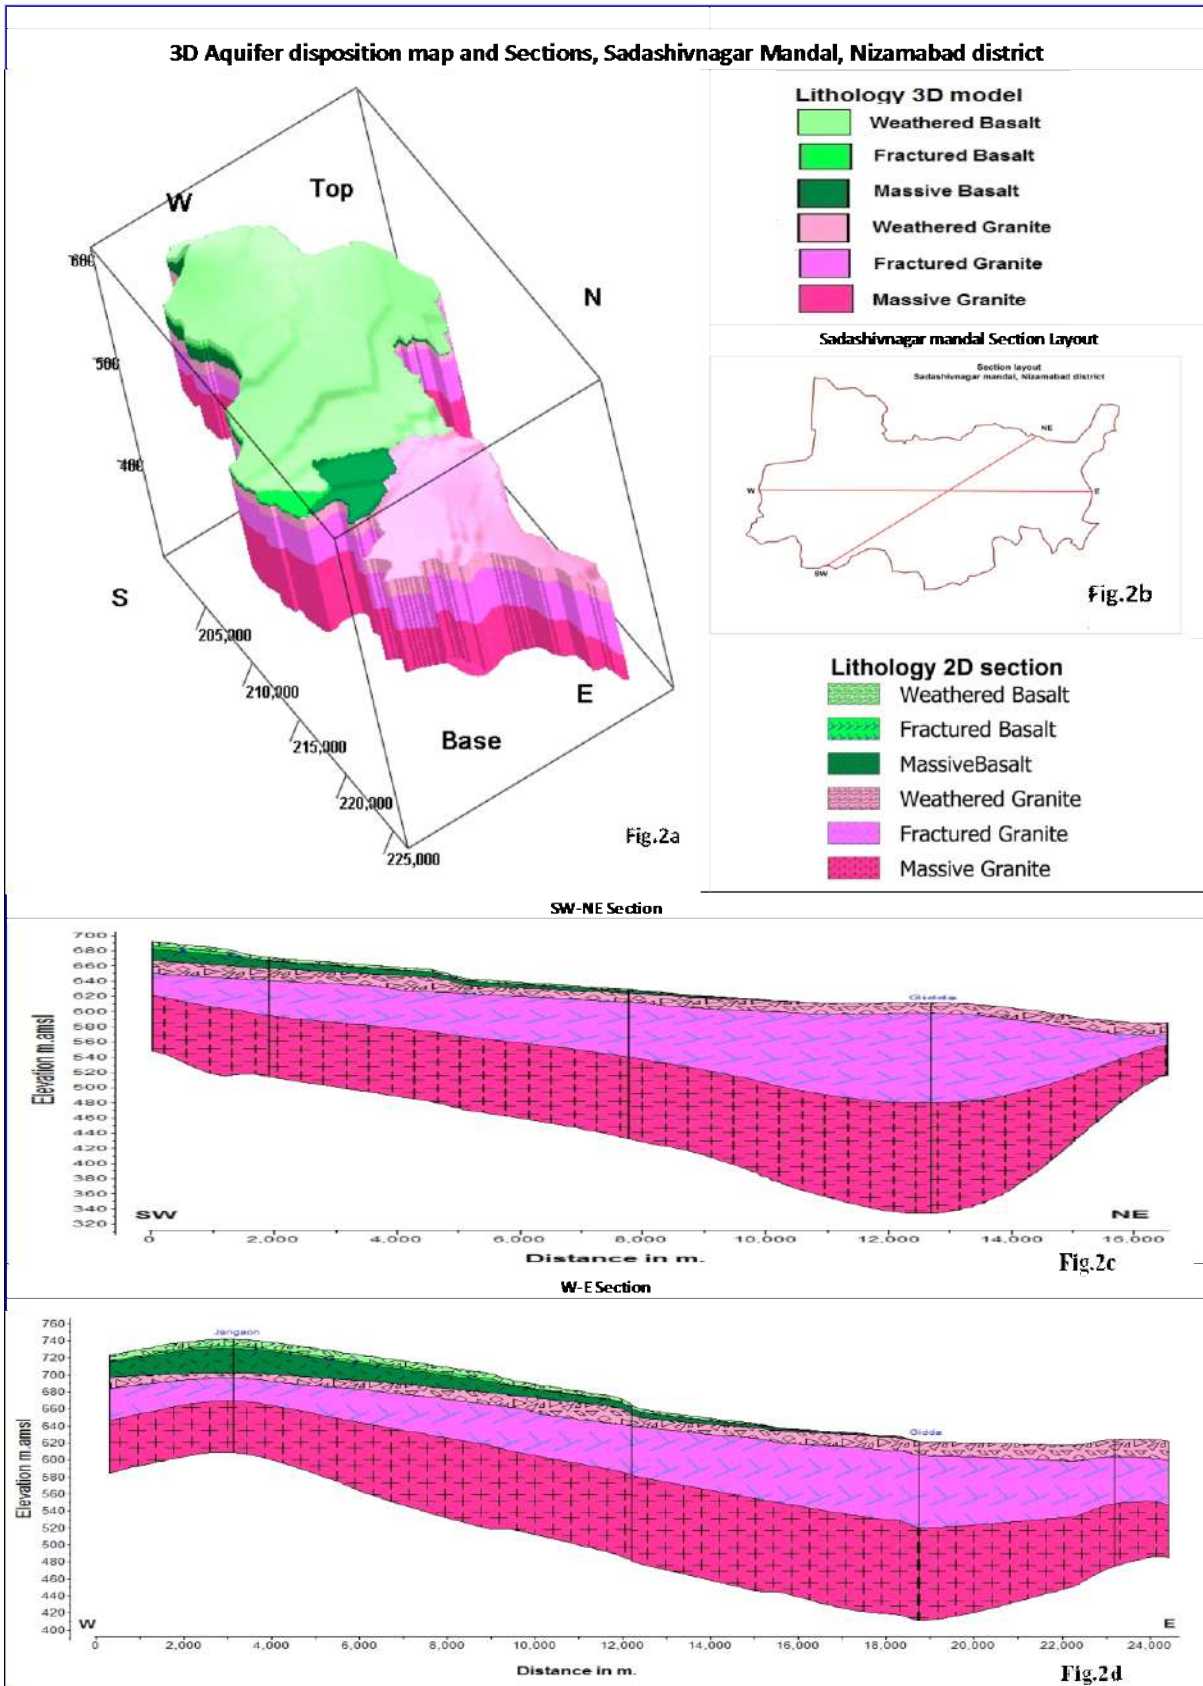 3D Aquifer disposition map and Sections, Sadashivnagar Mandal, Nizamabad district
Lithology 3D model
Weathered Basalt
Fractured Basalt
Massive Basalt
Weathered Granite
Fractured Granite
Massive Granite
W
Top
N
600
500
400
S
205,000
210,000
215,000
220,000
225,000
E
Base
Fig.2a
Sadashivnagar mandal Section Layout
Section layout
Sadashivnagar mandal, Nizamabad district
NE
W
E
SW
Fig.2b
Lithology 2D section
Weathered Basalt
Fractured Basalt
MassiveBasalt
Weathered Granite
Fractured Granite
Massive Granite
SW-NE Section
Elevation m.amsl
700
680
660
640
620
600
580
560
540
520
500
480
460
440
420
400
380
360
340
320
Gidda
SW
NE
0 2,000 4,000 6,000 8,000 10,000 12,000 14,000 16,000
Distance in m.
Fig.2c
W-E Section
Elevation m.amsl
760
740
720
700
680
660
640
620
600
580
560
540
520
500
480
460
440
420
400
Jangaon
Gidda
W
E
0 2,000 4,000 6,000 8,000 10,000 12,000 14,000 16,000 18,000 20,000 22,000 24,000
Distance in m.
Fig.2d